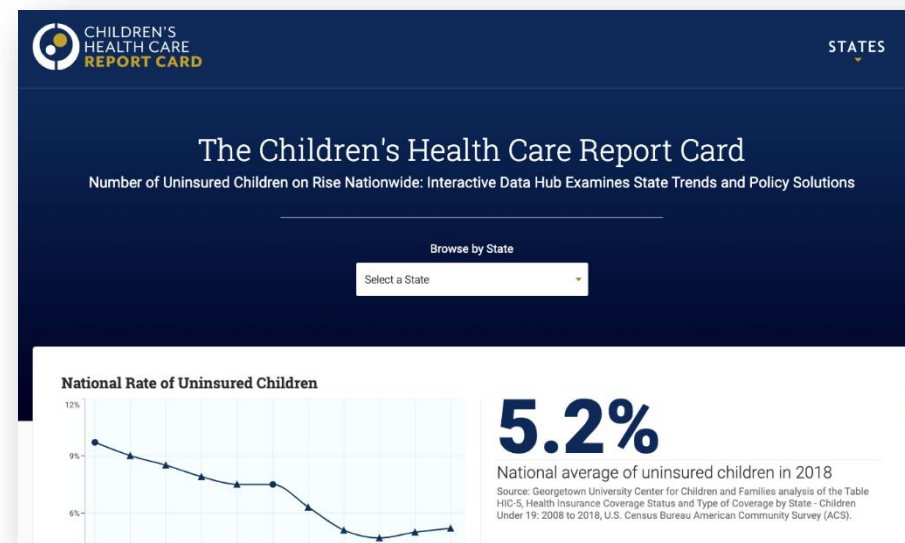 CHILDREN'S
HEALTH CARE
REPORT CARD
STATES
The Children's Health Care Report Card
Number of Uninsured Children on Rise Nationwide: Interactive Data Hub Examines State Trends and Policy Solutions
Browse by State
Select a State
National Rate of Uninsured Children
12%
9%
6%
5.2%
National average of uninsured children in 2018
Source: Georgetown University Center for Children and Families analysis of the Table
HIC-5, Health Insurance Coverage Status and Type of Coverage by State - Children
Under 19: 2008 to 2018, U.S. Census Bureau American Community Survey (ACS).